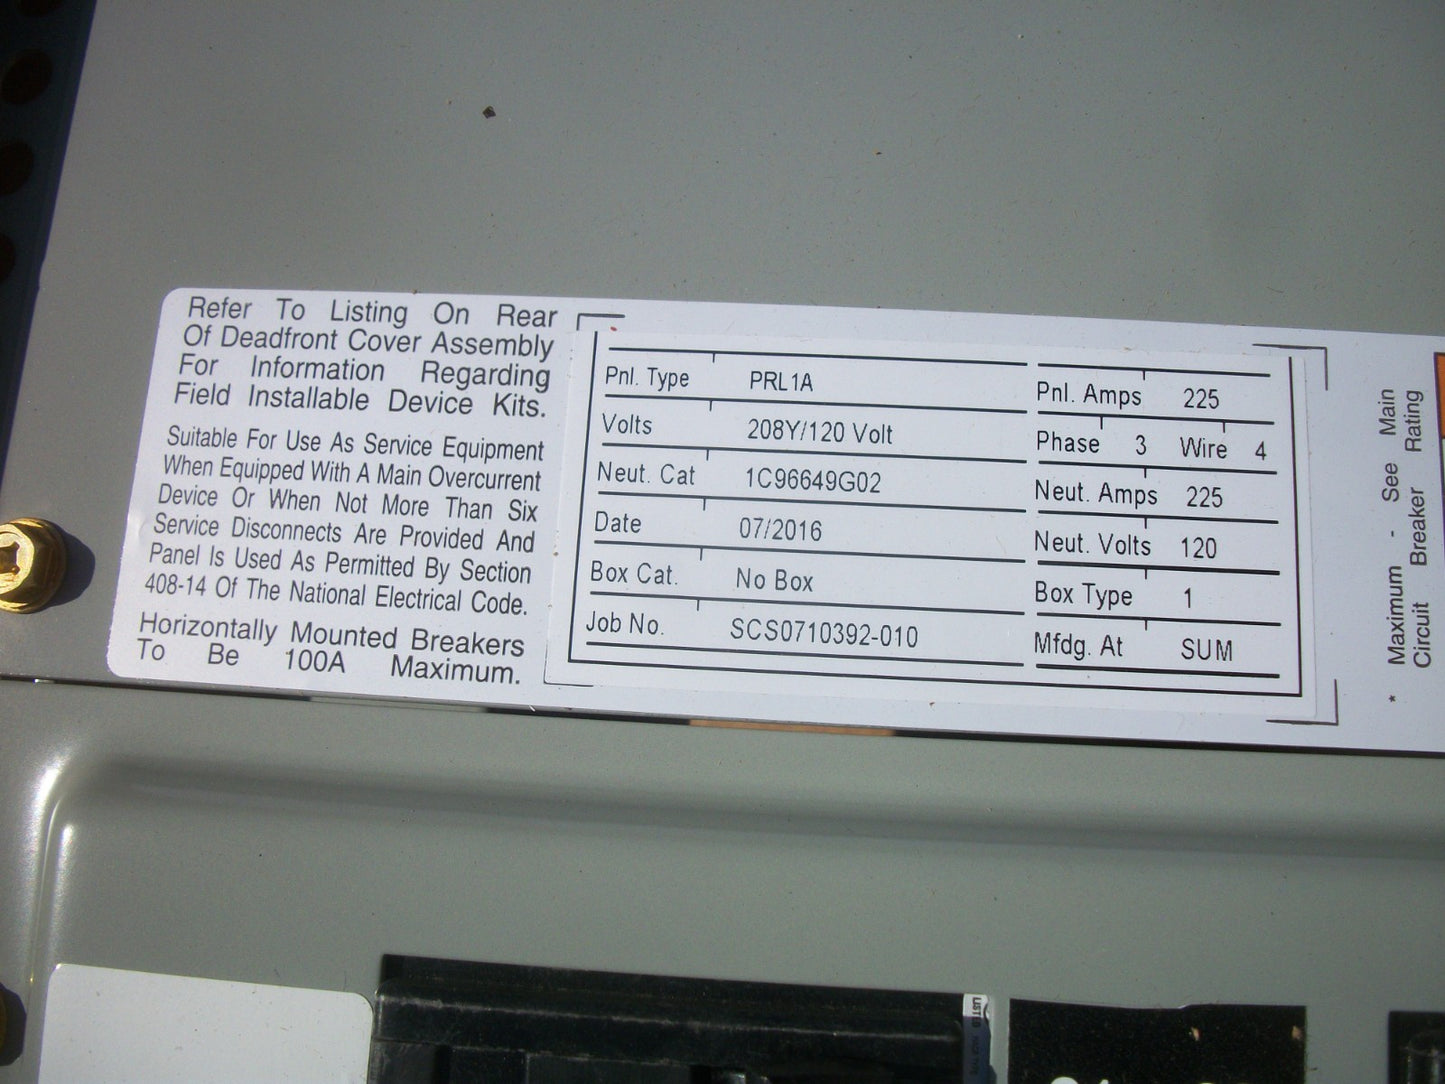 Refer To Listing On Rear
Of Deadfront Cover Assembly
For Information Regarding
Field Installable Device Kits.
Suitable For Use As Service Equipment
When Equipped With A Main Overcurrent
Device Or When Not More Than Six
Service Disconnects Are Provided And
Panel Is Used As Permitted By Section
408-14 Of The National Electrical Code.
Horizontally Mounted Breakers
To Be 100A Maximum.
Pnl. Type PRL1A
Volts 208Y/120 Volt
Neut. Cat 1C96649G02
Date 07/2016
Box Cat. No Box
Job No. SCS0710392-010
Pnl. Amps 225
Phase 3 Wire 4
Neut. Amps 225
Neut. Volts 120
Box Type 1
Mfdg. At SUM
* Maximum - See Main
Circuit Breaker Rating
LISTED